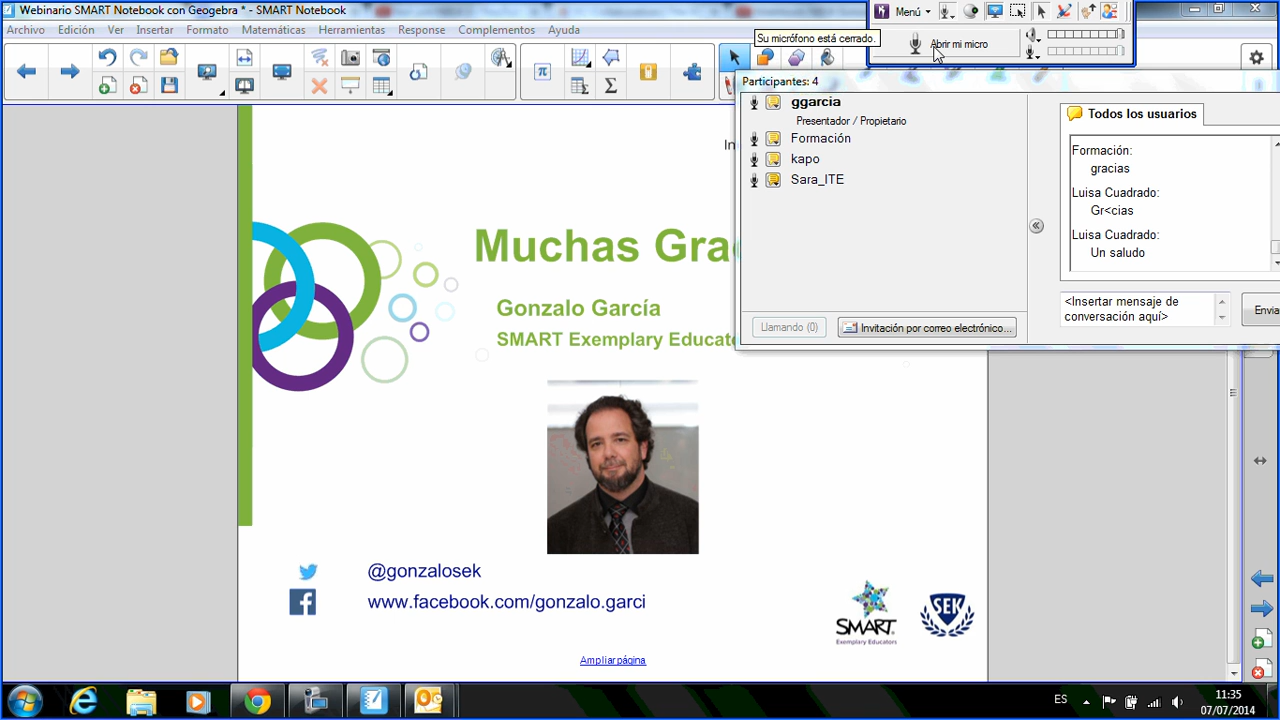 Webinario SMART Notebook con Geogebra * - SMART Notebook
Menú
Archivo Edición Ver Insertar Formato Matemáticas Herramientas Response Complementos Ayuda
Su micrófono está cerrado.
Abrir mi micro
Participantes: 4
ggarcia
Presentador / Propietario
Formación
kapo
Sara_ITE
Llamando (0)
Invitación por correo electrónico...
Todos los usuarios
Formación:
gracias
Luisa Cuadrado:
Gr<cias
Luisa Cuadrado:
Un saludo
<Insertar mensaje de
conversación aquí>
Envia
In
Muchas Gra
Gonzalo García
SMART Exemplary Educato
@gonzalosek
www.facebook.com/gonzalo.garci
SMART
Exemplary Educators
SEK
Ampliar página
ES
11:35
07/07/2014